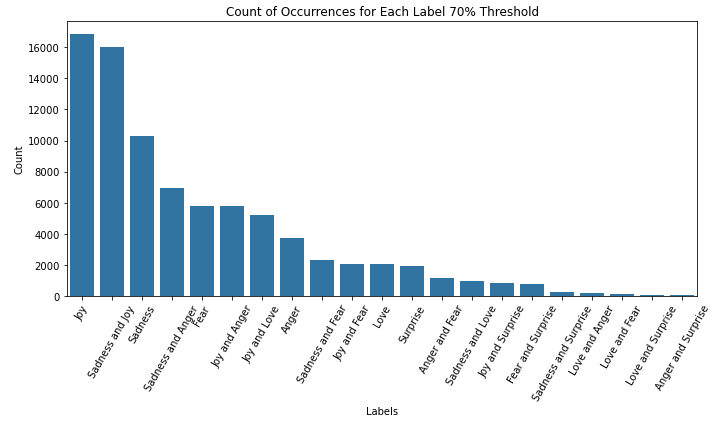 Count of Occurrences for Each Label 70% Threshold
16000
14000
12000
10000
8000
6000
4000
2000
0
Count
Joy
Sadness and Joy
Sadness
Sadness and Anger
Fear
Joy and Anger
Joy and Love
Anger
Sadness and Fear
Joy and Fear
Love
Surprise
Anger and Fear
Sadness and Love
Joy and Surprise
Fear and Surprise
Sadness and Surprise
Love and Anger
Love and Fear
Love and Surprise
Anger and Surprise
Labels